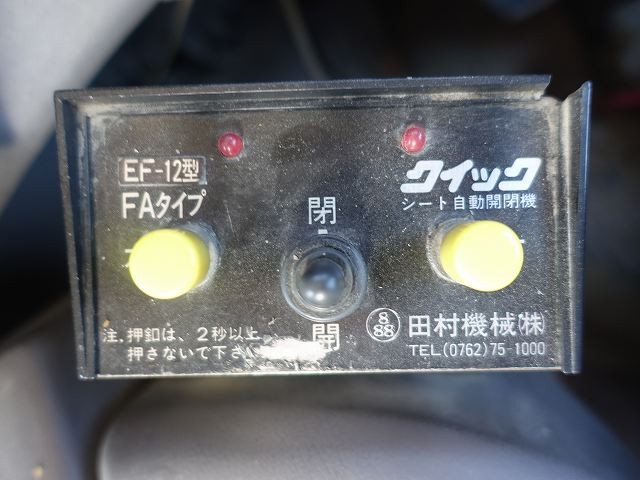 EF-12型
FAタイプ
クイック
シート自動開閉機
閉
開
注.押釦は、2秒以上
押さないで下さい
888 田村機械(株)
TEL(0762)75-1000